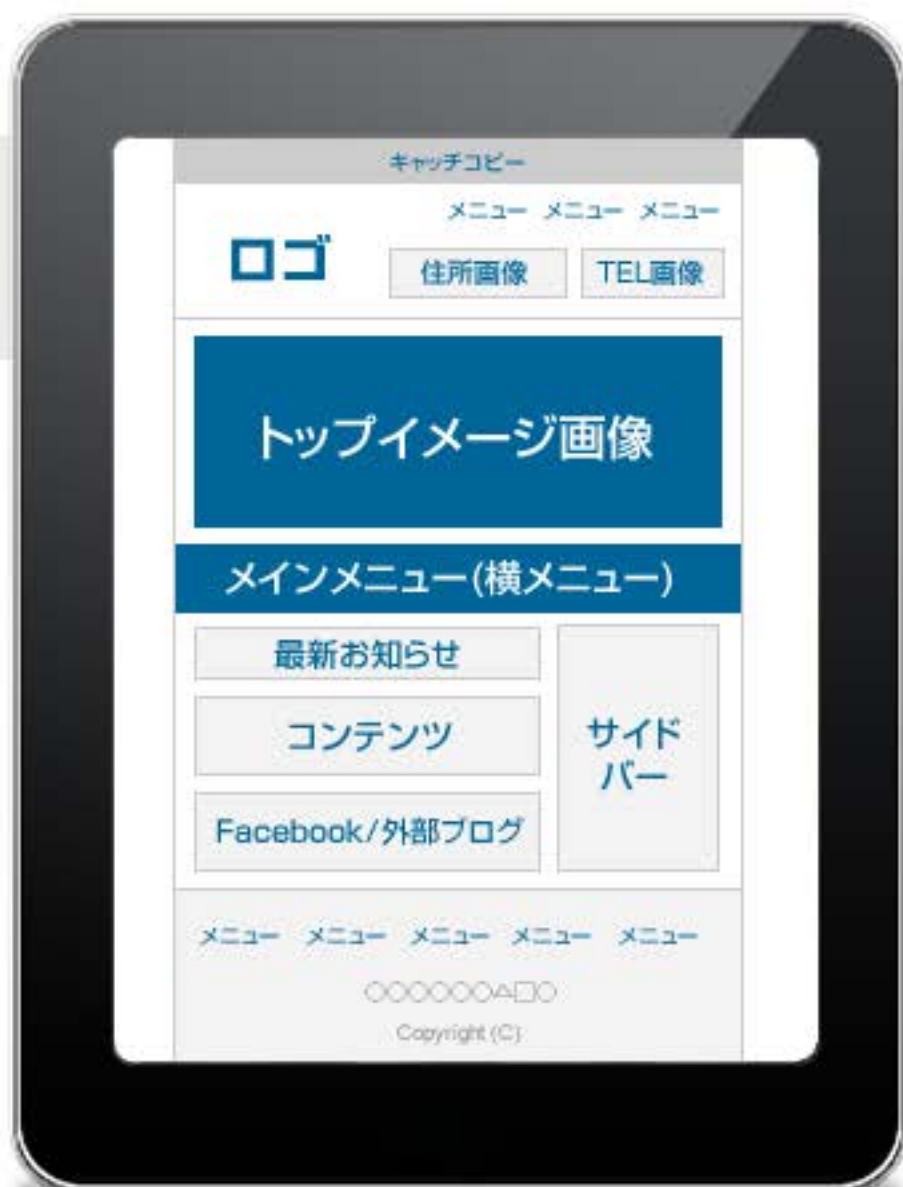 キャッチコピー
メニュー メニュー メニュー
ロゴ
住所画像 TEL画像
トップイメージ画像
メインメニュー(横メニュー)
最新お知らせ
コンテンツ
サイド
バー
Facebook/外部ブログ
メニュー メニュー メニュー メニュー メニュー
○○○○○○△□○
Copyright (C)